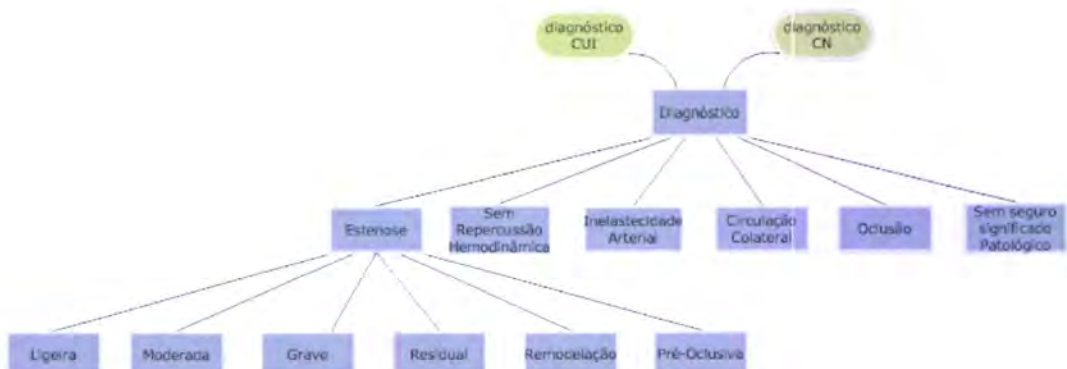 diagnóstico
CUI
diagnóstico
CN
Diagnóstico
Estenose
Sem
Repercussão
Hemodinâmica
Inelastecidade
Arterial
Circulação
Colateral
Oclusão
Sem seguro
significado
Patológico
Ligeira
Moderada
Grave
Residual
Remodelação
Pré-Oclusiva